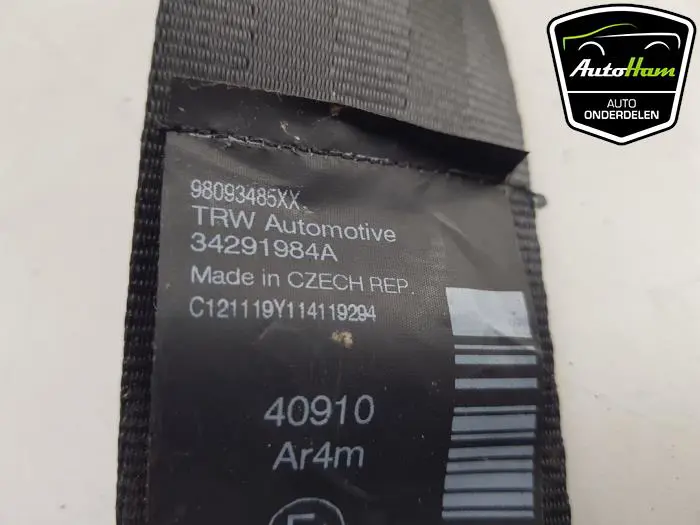 98093485XX
TRW Automotive
34291984A
Made in CZECH REP.
C121119Y114119294
40910
Ar4m
E
AutoHam
AUTO
ONDERDELEN